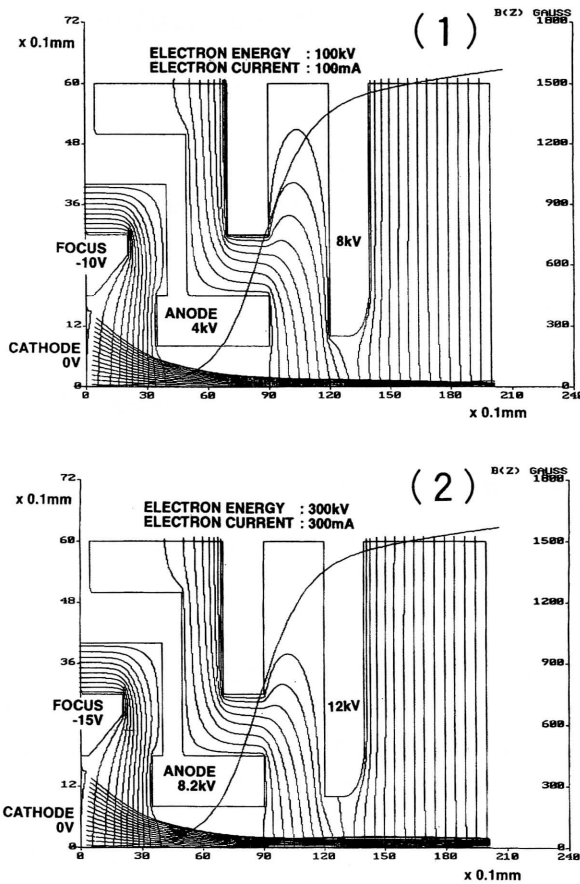 B(Z) GAUSS
72
1800
(1)
x 0.1mm
ELECTRON ENERGY : 100kV
ELECTRON CURRENT : 100mA
60
1500
48
1200
36
900
FOCUS
-10V
8kV
24
600
ANODE
4kV
12
300
CATHODE
0V
0
0
0 30 60 90 120 150 180 210 240
x 0.1mm
B(Z) GAUSS
72
1800
(2)
x 0.1mm
ELECTRON ENERGY : 300kV
ELECTRON CURRENT : 300mA
60
1500
48
1200
36
900
FOCUS
-15V
12kV
24
600
ANODE
8.2kV
12
300
CATHODE
0V
0
0
0 30 60 90 120 150 180 210 240
x 0.1mm